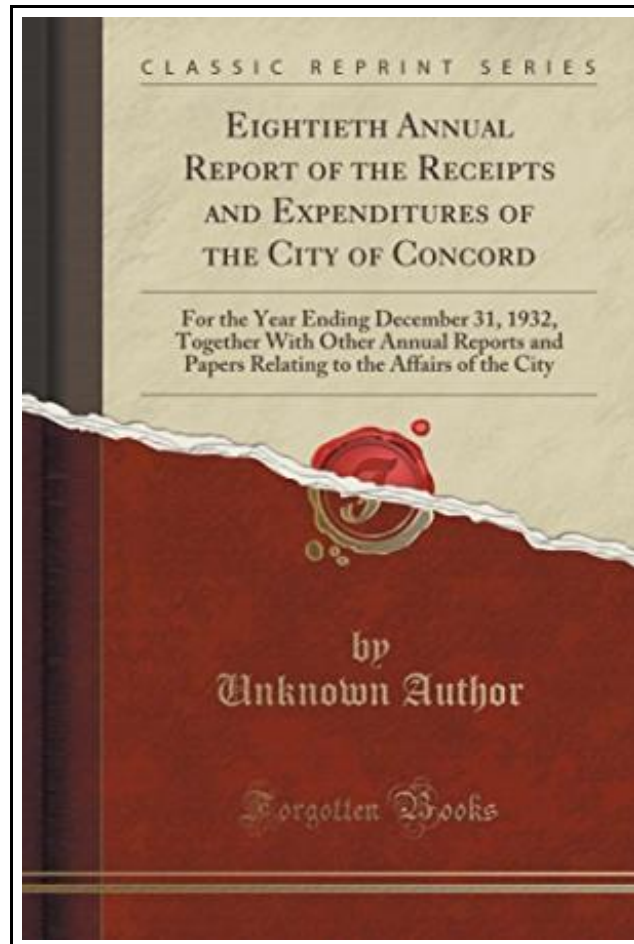 CLASSIC REPRINT SERIES
EIGHTIETH ANNUAL
REPORT OF THE RECEIPTS
AND EXPENDITURES OF
THE CITY OF CONCORD
For the Year Ending December 31, 1932,
Together With Other Annual Reports and
Papers Relating to the Affairs of the City
by
Unknown Author
Forgotten Books